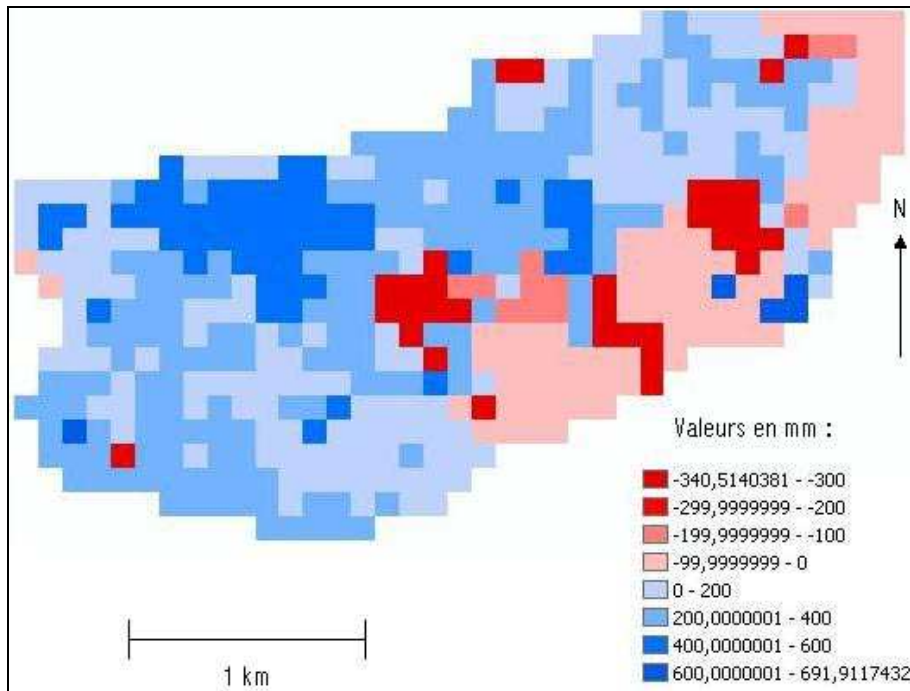 N
Valeurs en mm :
-340,5140381 - -300
-299,9999999 - -200
-199,9999999 - -100
-99,9999999 - 0
0 - 200
200,0000001 - 400
400,0000001 - 600
600,0000001 - 691,9117432
1 km